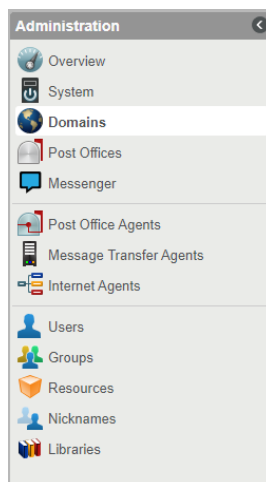 Administration
Overview
System
Domains
Post Offices
Messenger
Post Office Agents
Message Transfer Agents
Internet Agents
Users
Groups
Resources
Nicknames
Libraries